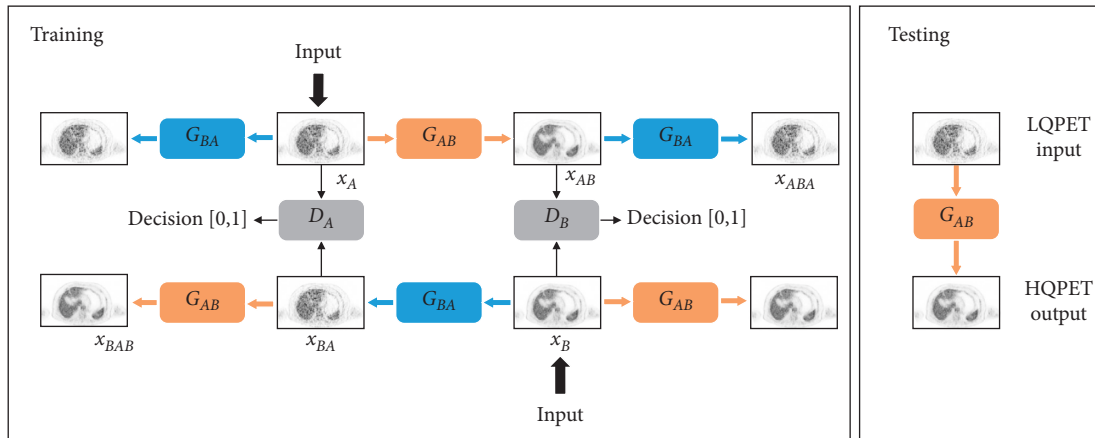 Training
Input
G_BA
G_AB
G_BA
x_A
x_AB
x_ABA
Decision [0,1]
D_A
D_B
Decision [0,1]
G_AB
G_BA
G_AB
x_BAB
x_BA
x_B
Input
Testing
LQPET
input
G_AB
HQPET
output